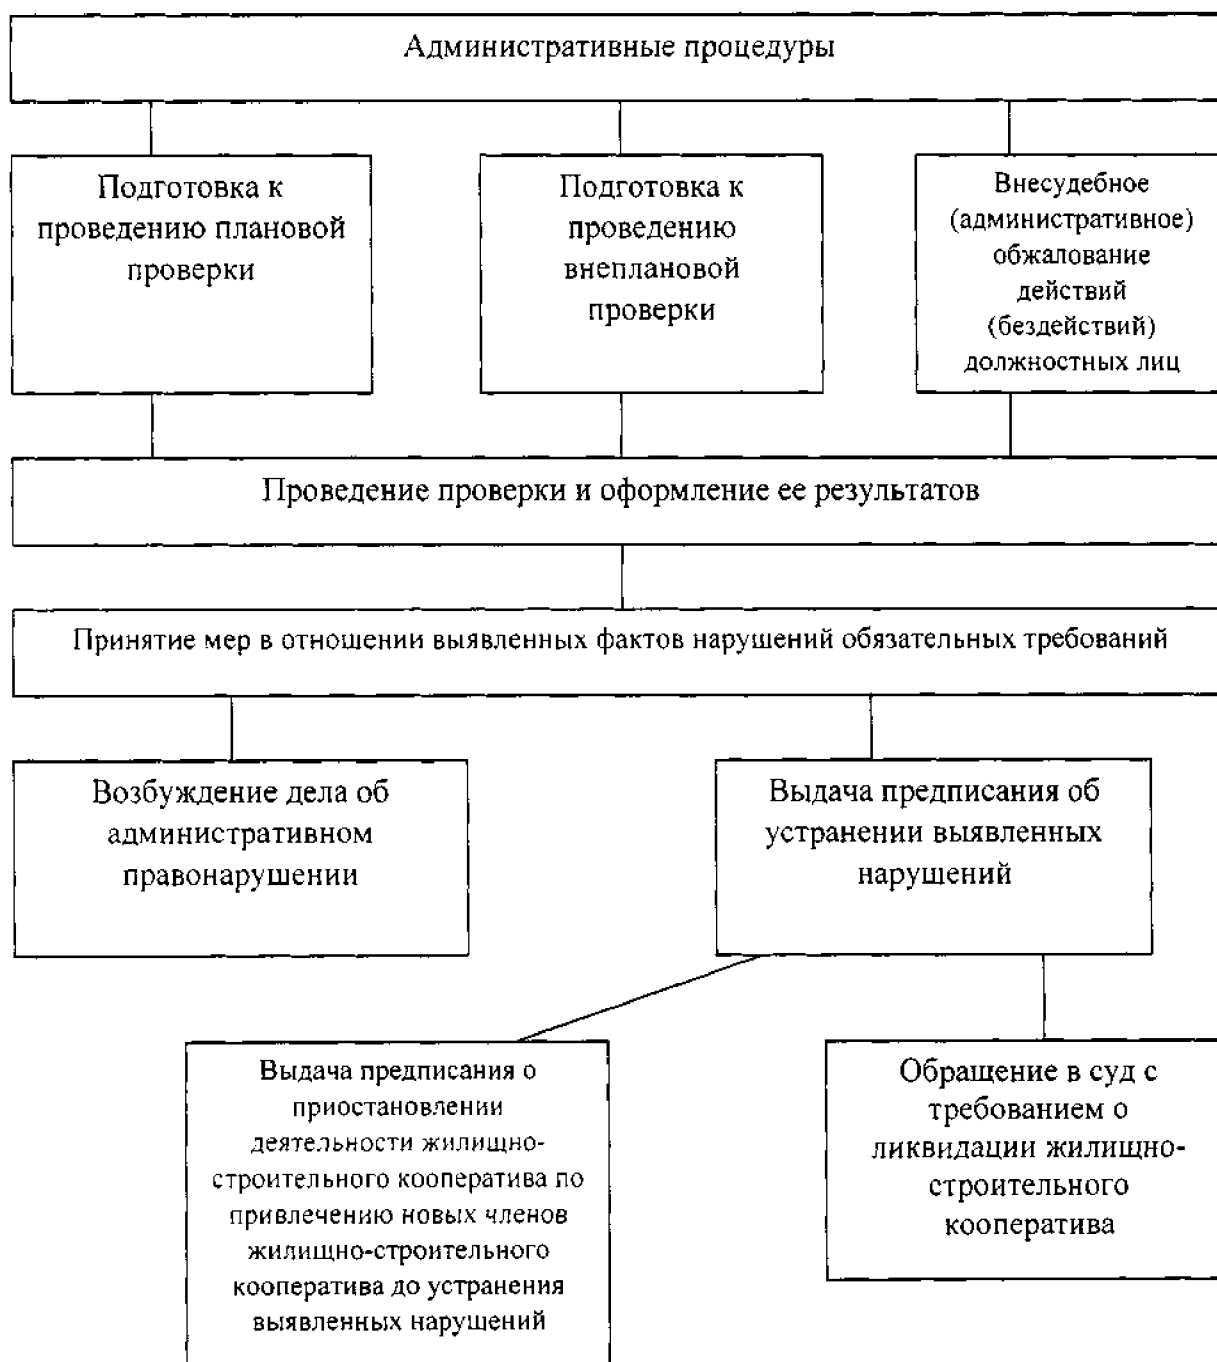 Административные процедуры
Подготовка к
проведению плановой
проверки
Подготовка к
проведению
внеплановой
проверки
Внесудебное
(административное)
обжалование
действий
(бездействий)
должностных лиц
Проведение проверки и оформление ее результатов
Принятие мер в отношении выявленных фактов нарушений обязательных требований
Возбуждение дела об
административном
правонарушении
Выдача предписания об
устранении выявленных
нарушений
Выдача предписания о
приостановлении
деятельности жилищно-
строительного кооператива по
привлечению новых членов
жилищно-строительного
кооператива до устранения
выявленных нарушений
Обращение в суд с
требованием о
ликвидации жилищно-
строительного
кооператива